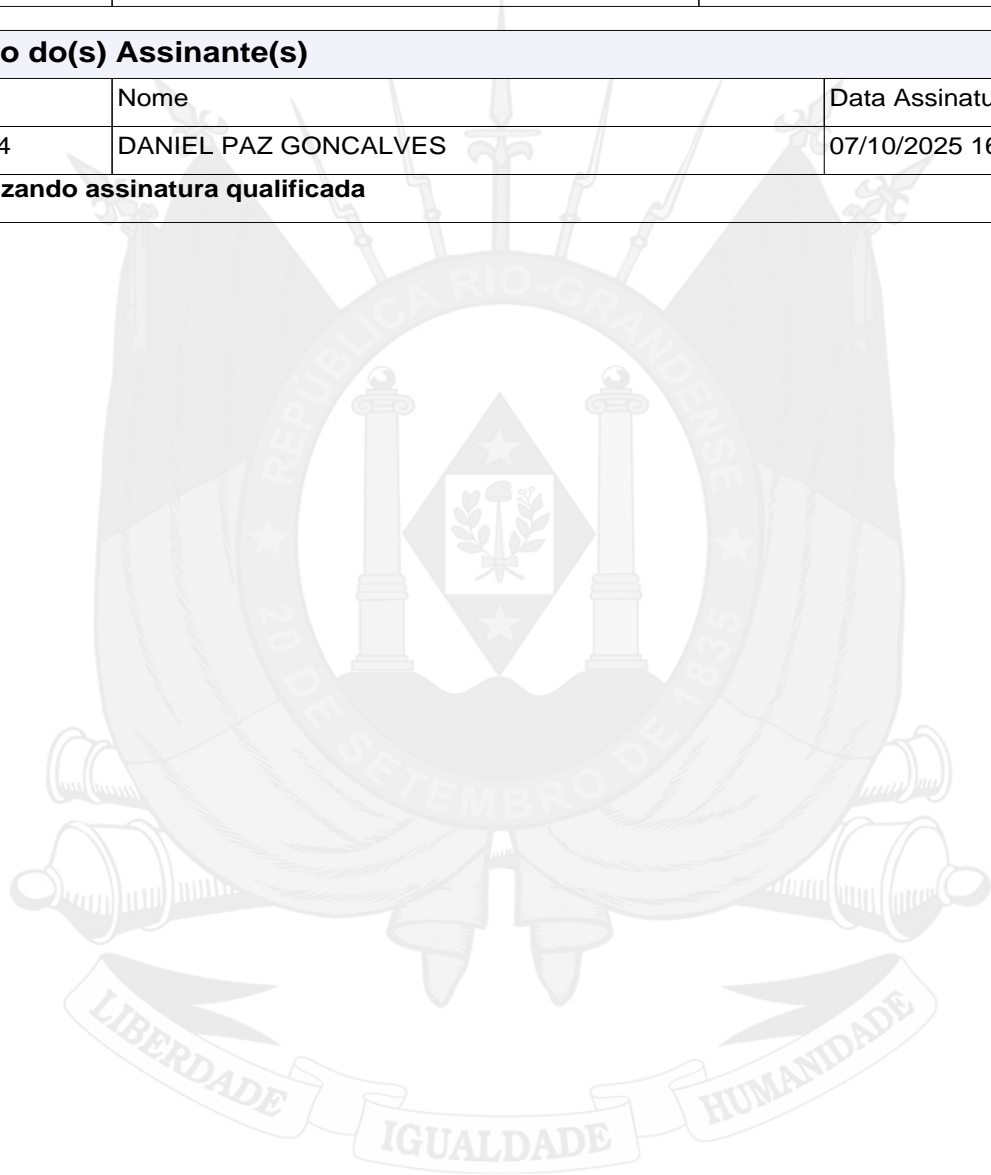 o do(s) Assinante(s)
Nome Data Assinatu
4 DANIEL PAZ GONCALVES 07/10/2025 16
zando assinatura qualificada
REPÚBLICA RIO-GRANDENSE
20 DE SETEMBRO DE 1835
LIBERDADE IGUALDADE HUMANIDADE